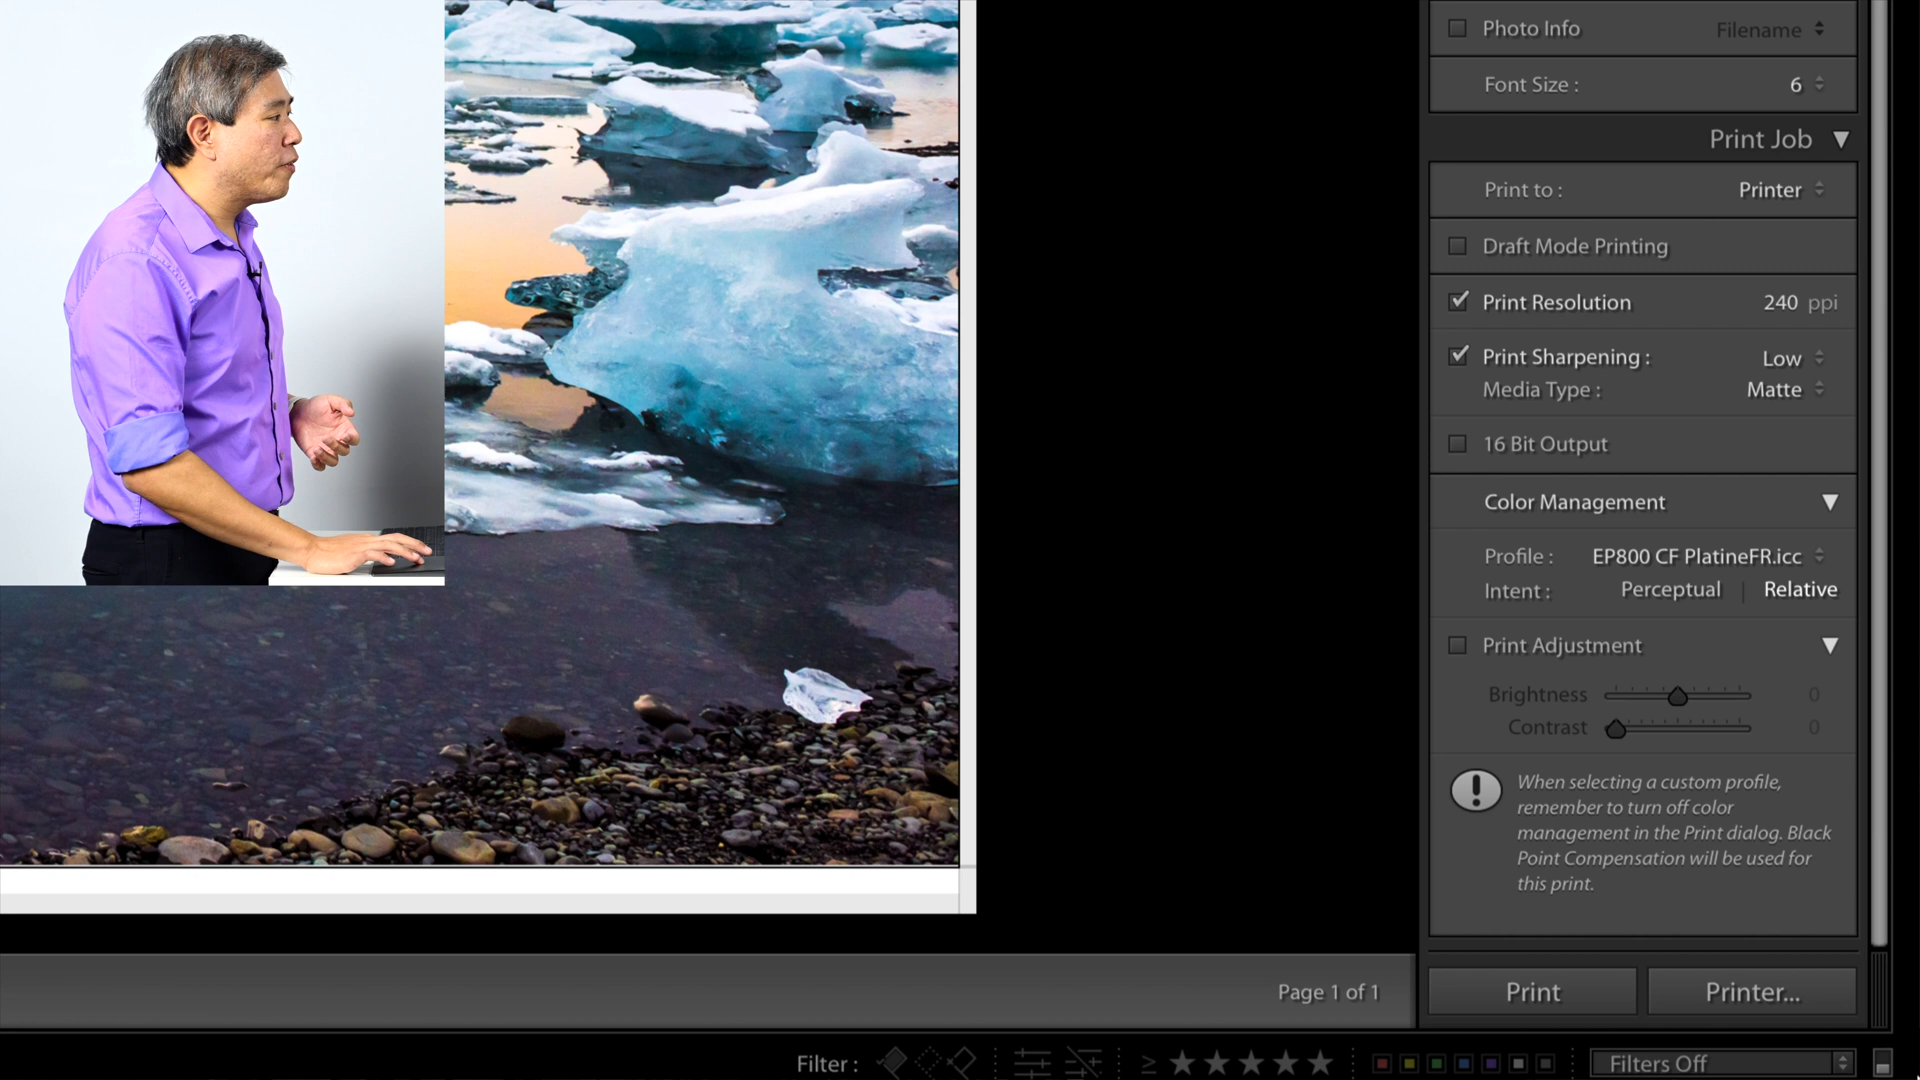 Photo Info Filename
Font Size : 6
Print Job
Print to : Printer
Draft Mode Printing
Print Resolution 240 ppi
Print Sharpening : Low
Media Type : Matte
16 Bit Output
Color Management
Profile : EP800 CF PlatineFR.icc
Intent : Perceptual | Relative
Print Adjustment
Brightness 0
Contrast 0
When selecting a custom profile,
remember to turn off color
management in the Print dialog. Black
Point Compensation will be used for
this print.
Page 1 of 1
Print Printer...
Filter : ≥ ★★★★★ Filters Off